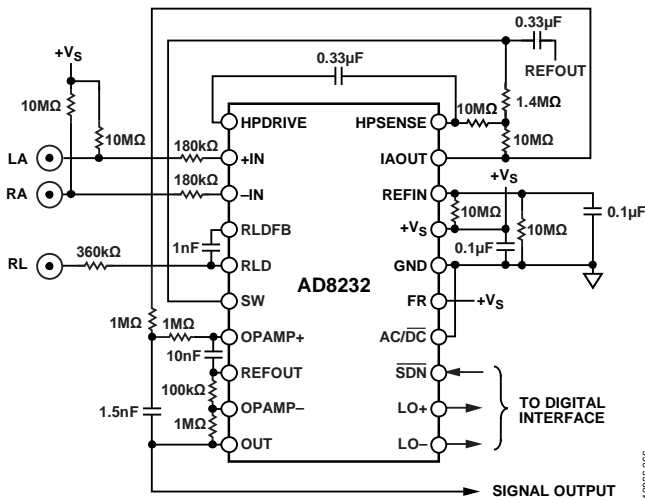 0.33µF
+VS
0.33µF
REFOUT
10MΩ
10MΩ
1.4MΩ
10MΩ
10MΩ
HPDRIVE
HPSENSE
LA
180kΩ
+IN
IAOUT
RA
180kΩ
–IN
REFIN
+VS
10MΩ
0.1µF
RLDFB
+VS
1nF
0.1µF
10MΩ
RL
360kΩ
RLD
GND
AD8232
SW
FR
+VS
1MΩ
1MΩ
OPAMP+
AC/DC
10nF
REFOUT
SDN
100kΩ
TO DIGITAL
INTERFACE
1.5nF
OPAMP–
LO+
1MΩ
OUT
LO–
SIGNAL OUTPUT